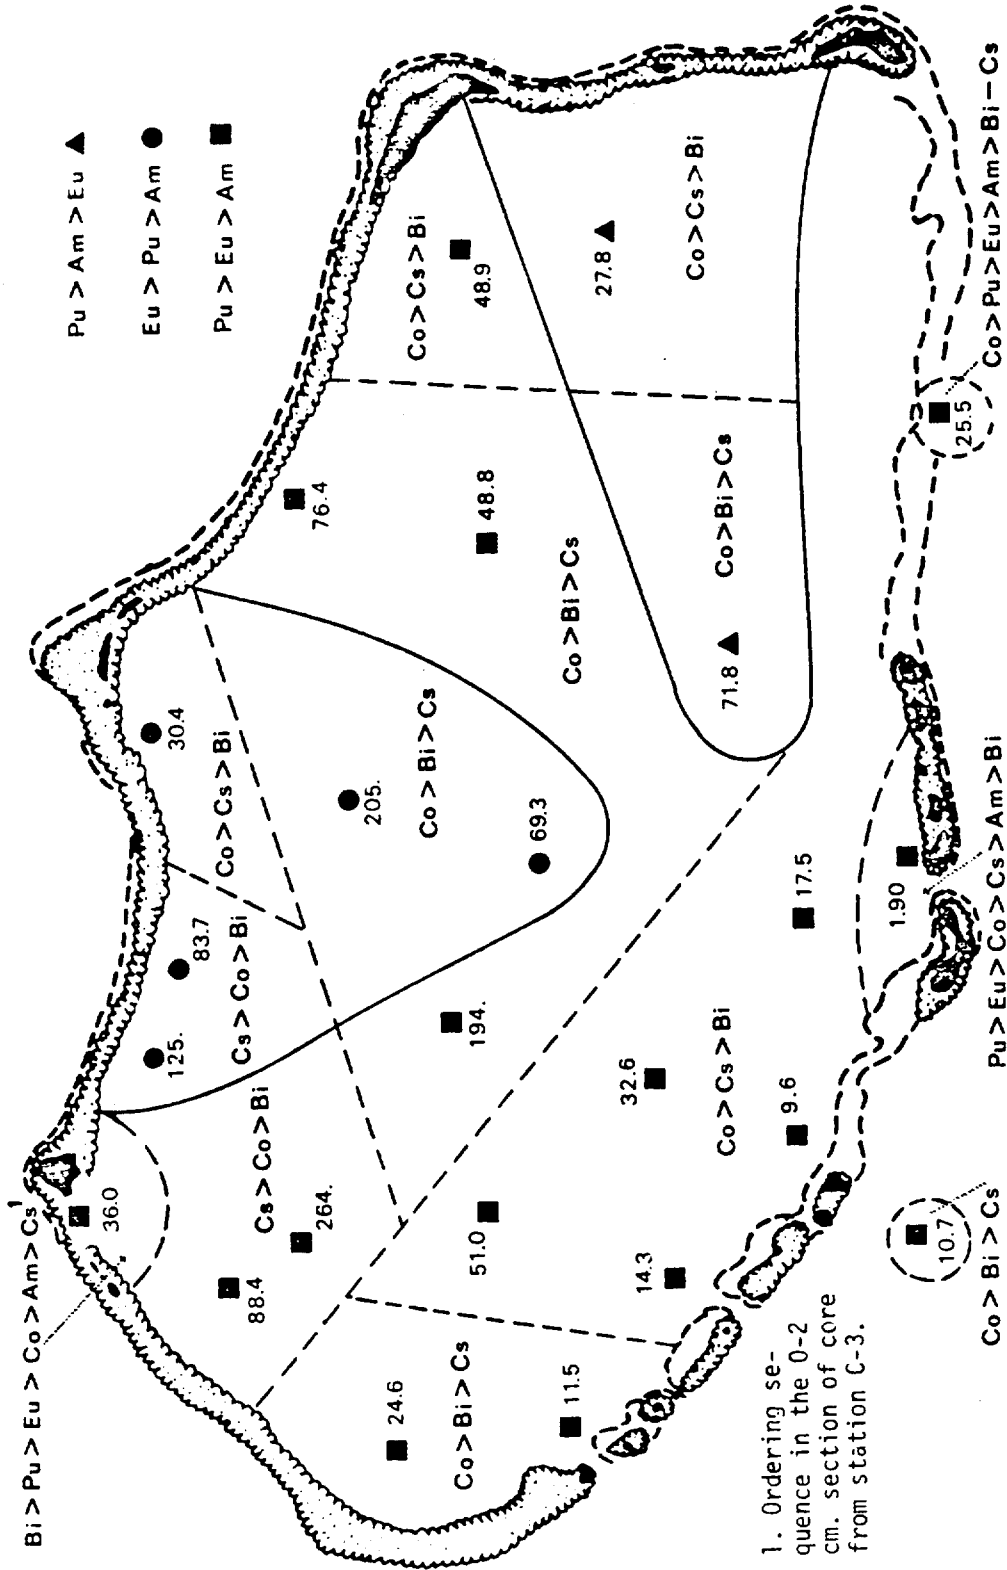 Bi > Pu > Eu > Co > Am > Cs¹
Pu > Am > Eu ▲
Eu > Pu > Am ●
Pu > Eu > Am ■
36.0
125.
83.7
30.4
76.4
Co > Cs > Bi
48.9
88.4
264.
Cs > Co > Bi
Cs > Co > Bi
Co > Cs > Bi
205.
Co > Bi > Cs
48.8
27.8
Co > Cs > Bi
24.6
Co > Bi > Cs
51.0
194.
69.3
Co > Bi > Cs
71.8
Co > Bi > Cs
11.5
14.3
32.6
Co > Cs > Bi
9.6
17.5
1.90
25.5
10.7
1. Ordering se-
quence in the 0-2
cm. section of core
from station C-3.
Co > Bi > Cs
Pu > Eu > Co > Cs > Am > Bi
Co > Pu > Eu > Am > Bi – Cs